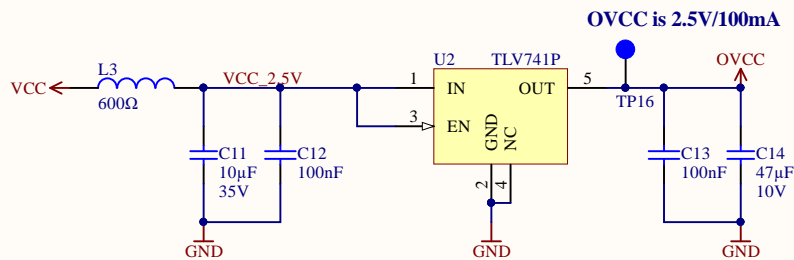 OVCC is 2.5V/100mA
U2 TLV741P
L3
VCC
600Ω
VCC_2.5V
1 IN OUT 5
3 EN
GND
NC
2 4
OVCC
TP16
C11
10µF
35V
C12
100nF
C13
100nF
C14
47µF
10V
GND
GND
GND